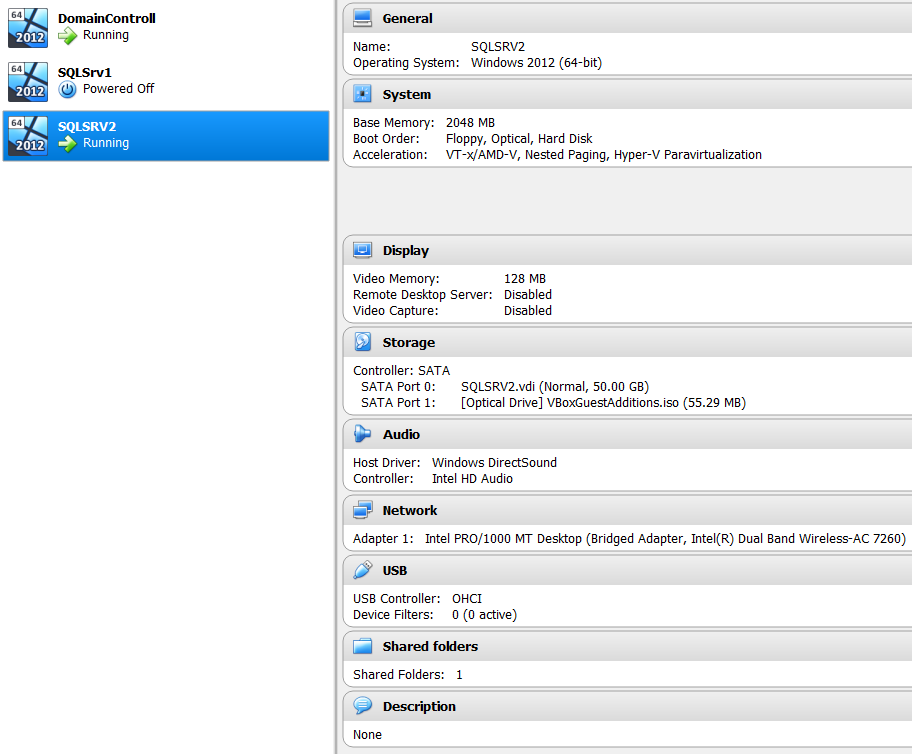 64
2012
DomainControll
Running
64
2012
SQLSrv1
Powered Off
64
2012
SQLSRV2
Running
General
Name: SQLSRV2
Operating System: Windows 2012 (64-bit)
System
Base Memory: 2048 MB
Boot Order: Floppy, Optical, Hard Disk
Acceleration: VT-x/AMD-V, Nested Paging, Hyper-V Paravirtualization
Display
Video Memory: 128 MB
Remote Desktop Server: Disabled
Video Capture: Disabled
Storage
Controller: SATA
SATA Port 0: SQLSRV2.vdi (Normal, 50.00 GB)
SATA Port 1: [Optical Drive] VBoxGuestAdditions.iso (55.29 MB)
Audio
Host Driver: Windows DirectSound
Controller: Intel HD Audio
Network
Adapter 1: Intel PRO/1000 MT Desktop (Bridged Adapter, Intel(R) Dual Band Wireless-AC 7260)
USB
USB Controller: OHCI
Device Filters: 0 (0 active)
Shared folders
Shared Folders: 1
Description
None